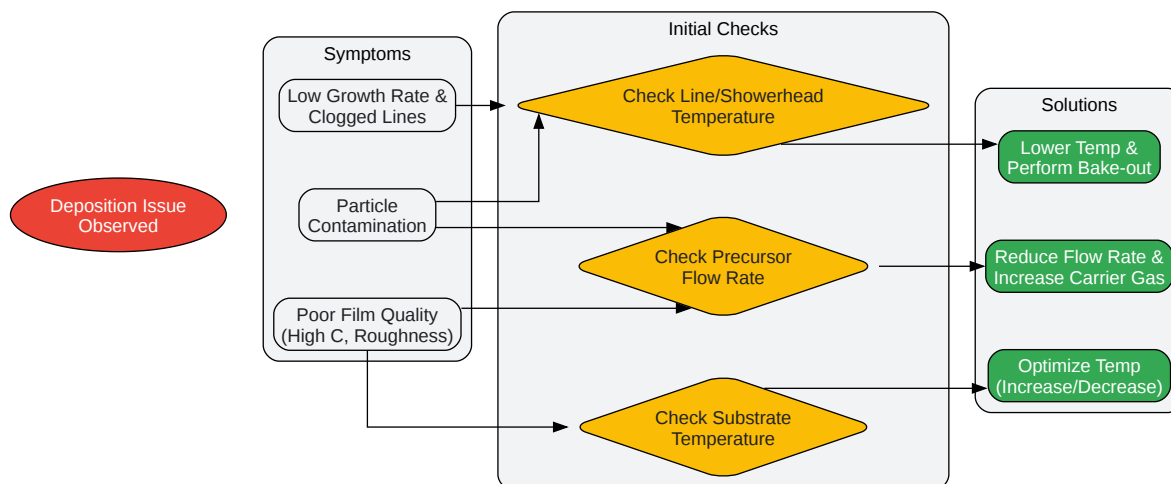 Deposition Issue
Observed
Symptoms
Low Growth Rate &
Clogged Lines
Particle
Contamination
Poor Film Quality
(High C, Roughness)
Initial Checks
Check Line/Showerhead
Temperature
Check Precursor
Flow Rate
Check Substrate
Temperature
Solutions
Lower Temp &
Perform Bake-out
Reduce Flow Rate &
Increase Carrier Gas
Optimize Temp
(Increase/Decrease)